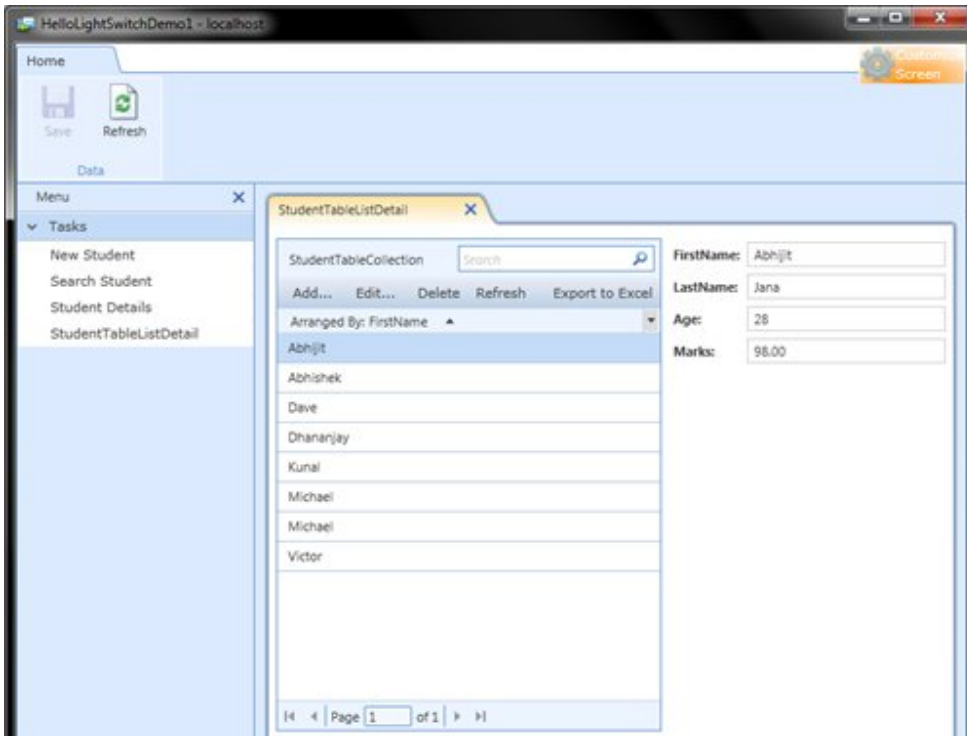 HelloLightSwitchDemo1 - localhost
Home
Screen
Save
Refresh
Data
Menu
Tasks
New Student
Search Student
Student Details
StudentTableListDetail
StudentTableListDetail
StudentTableCollection
Search
Add... Edit... Delete Refresh Export to Excel
Arranged By: FirstName
Abhijit
Abhishek
Dave
Dhananjay
Kunal
Michael
Michael
Victor
Page 1 of 1
FirstName: Abhijit
LastName: Jana
Age: 28
Marks: 98.00